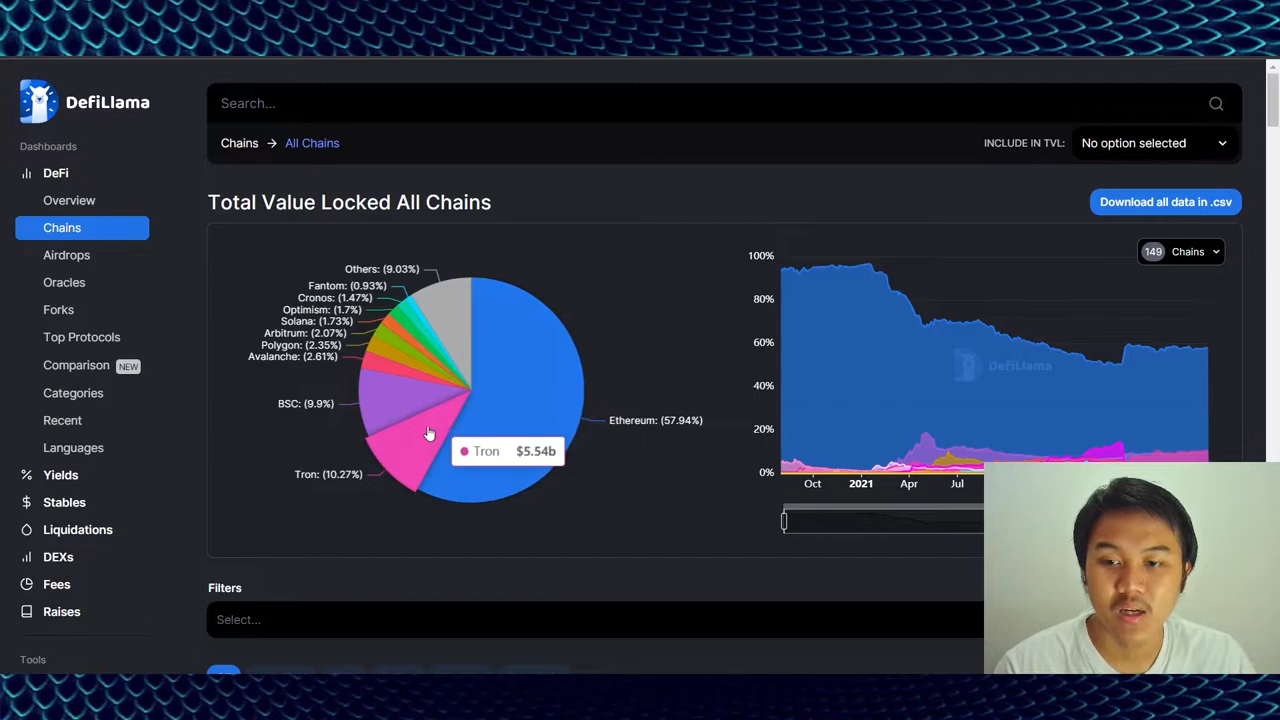 DefiLlama
Dashboards
DeFi
Overview
Chains
Airdrops
Oracles
Forks
Top Protocols
Comparison NEW
Categories
Recent
Languages
Yields
Stables
Liquidations
DEXs
Fees
Raises
Tools
Search...
Chains → All Chains
INCLUDE IN TVL: No option selected
Total Value Locked All Chains
Download all data in .csv
Others: (9.03%)
Fantom: (0.93%)
Cronos: (1.47%)
Optimism: (1.7%)
Solana: (1.73%)
Arbitrum: (2.07%)
Polygon: (2.35%)
Avalanche: (2.61%)
BSC: (9.9%)
Tron: (10.27%)
Ethereum: (57.94%)
Tron $5.54b
149 Chains
100%
80%
60%
40%
20%
0%
DefiLlama
Oct 2021 Apr Jul
Filters
Select...